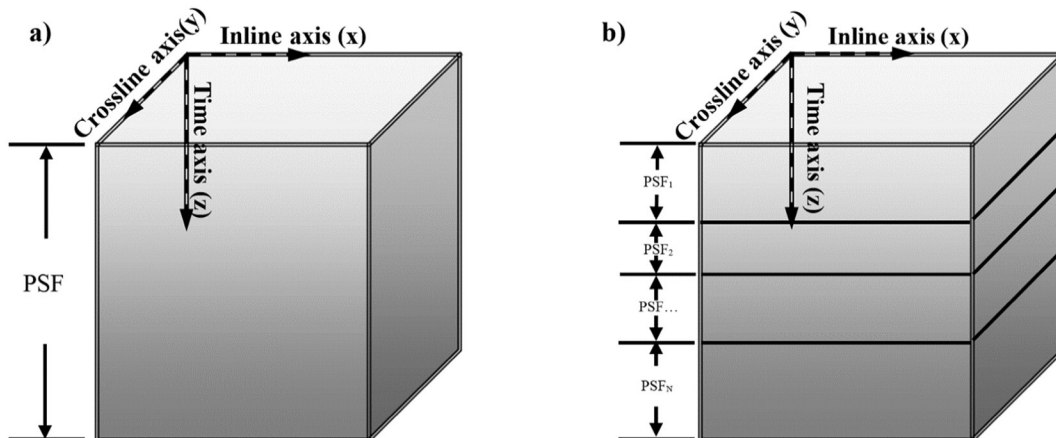 a)
Crossline axis(y)
Inline axis (x)
Time axis (z)
PSF
b)
Crossline axis (y)
Inline axis (x)
Time axis (z)
PSF1
PSF2
PSF…
PSFN